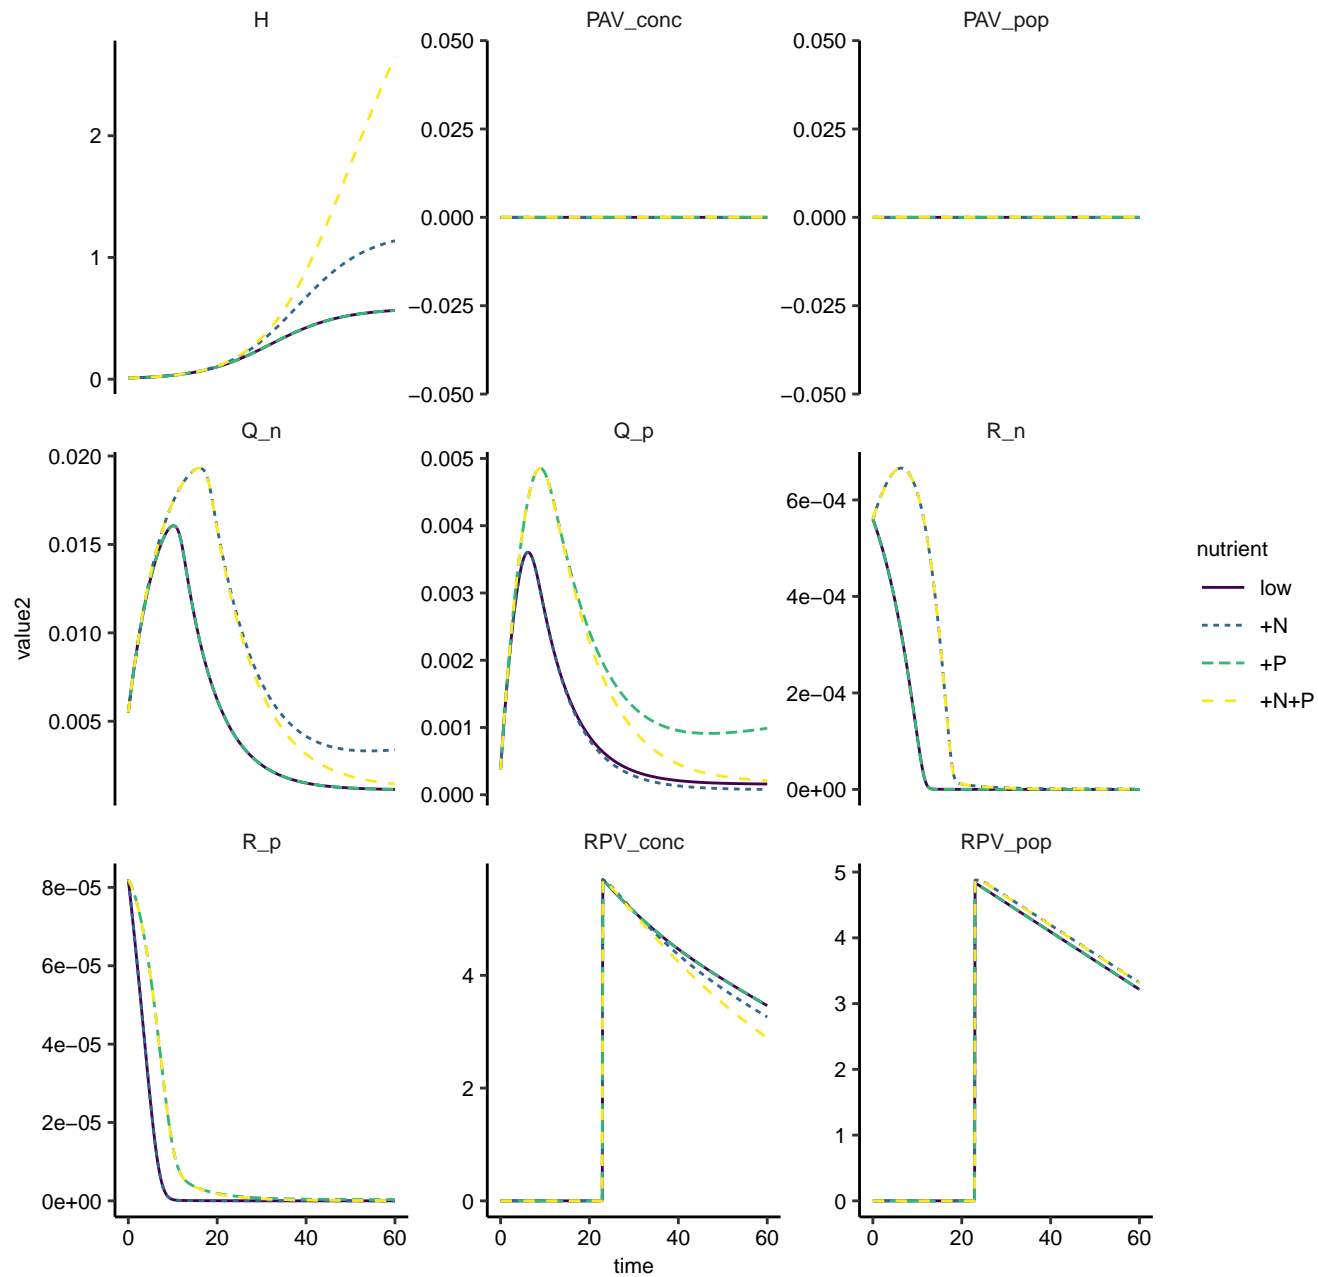 H
PAV_conc
PAV_pop
2
1
0
0.050
0.025
0.000
−0.025
−0.050
0.050
0.025
0.000
−0.025
−0.050
Q_n
Q_p
R_n
0.020
0.015
0.010
0.005
0.005
0.004
0.003
0.002
0.001
0.000
6e−04
4e−04
2e−04
0e+00
value2
nutrient
low
+N
+P
+N+P
R_p
RPV_conc
RPV_pop
8e−05
6e−05
4e−05
2e−05
0e+00
4
2
0
5
4
3
2
1
0
0 20 40 60
0 20 40 60
0 20 40 60
time